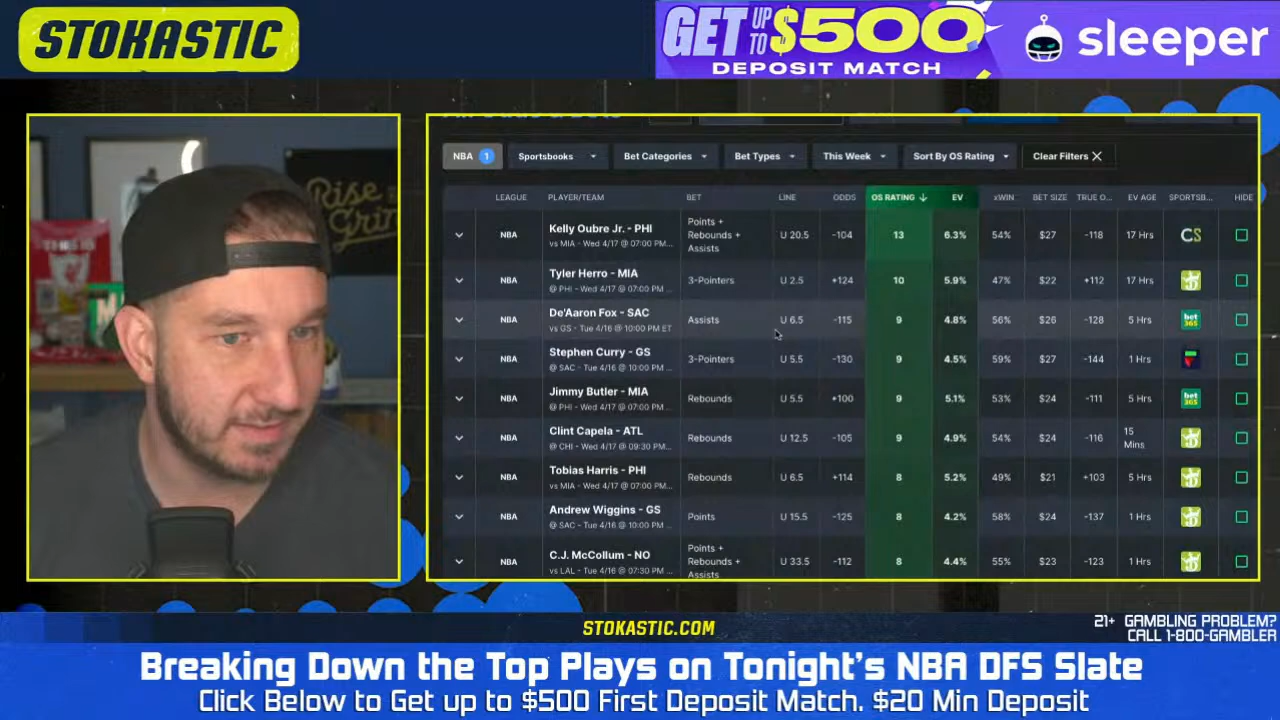 STOKASTIC
GET UP TO $500 sleeper
DEPOSIT MATCH
Rise
Grin
THIS IS
NBA 1 Sportsbooks Bet Categories Bet Types This Week Sort By OS Rating Clear Filters X
LEAGUE PLAYER/TEAM BET LINE ODDS OS RATING ↓ EV xWIN BET SIZE TRUE O... EV AGE SPORTSB... HIDE
NBA Kelly Oubre Jr. - PHI Points + Rebounds + Assists U 20.5 -104 13 6.3% 54% $27 -118 17 Hrs CS
vs MIA - Wed 4/17 @ 07:00 PM...
NBA Tyler Herro - MIA 3-Pointers U 2.5 +124 10 5.9% 47% $22 +112 17 Hrs
@ PHI - Wed 4/17 @ 07:00 PM...
NBA De'Aaron Fox - SAC Assists U 6.5 -115 9 4.8% 56% $26 -128 5 Hrs bet365
vs GS - Tue 4/16 @ 10:00 PM ET
NBA Stephen Curry - GS 3-Pointers U 5.5 -130 9 4.5% 59% $27 -144 1 Hrs
@ SAC - Tue 4/16 @ 10:00 PM...
NBA Jimmy Butler - MIA Rebounds U 5.5 +100 9 5.1% 53% $24 -111 5 Hrs bet365
@ PHI - Wed 4/17 @ 07:00 PM...
NBA Clint Capela - ATL Rebounds U 12.5 -105 9 4.9% 54% $24 -116 15 Mins
@ CHI - Wed 4/17 @ 09:30 PM...
NBA Tobias Harris - PHI Rebounds U 6.5 +114 8 5.2% 49% $21 +103 5 Hrs
vs MIA - Wed 4/17 @ 07:00 PM...
NBA Andrew Wiggins - GS Points U 15.5 -125 8 4.2% 58% $24 -137 1 Hrs
@ SAC - Tue 4/16 @ 10:00 PM...
NBA C.J. McCollum - NO Points + Rebounds + Assists U 33.5 -112 8 4.4% 55% $23 -123 1 Hrs
vs LAL - Tue 4/16 @ 07:30 PM...
STOKASTIC.COM
21+ GAMBLING PROBLEM?
CALL 1-800-GAMBLER
Breaking Down the Top Plays on Tonight's NBA DFS Slate
Click Below to Get up to $500 First Deposit Match. $20 Min Deposit